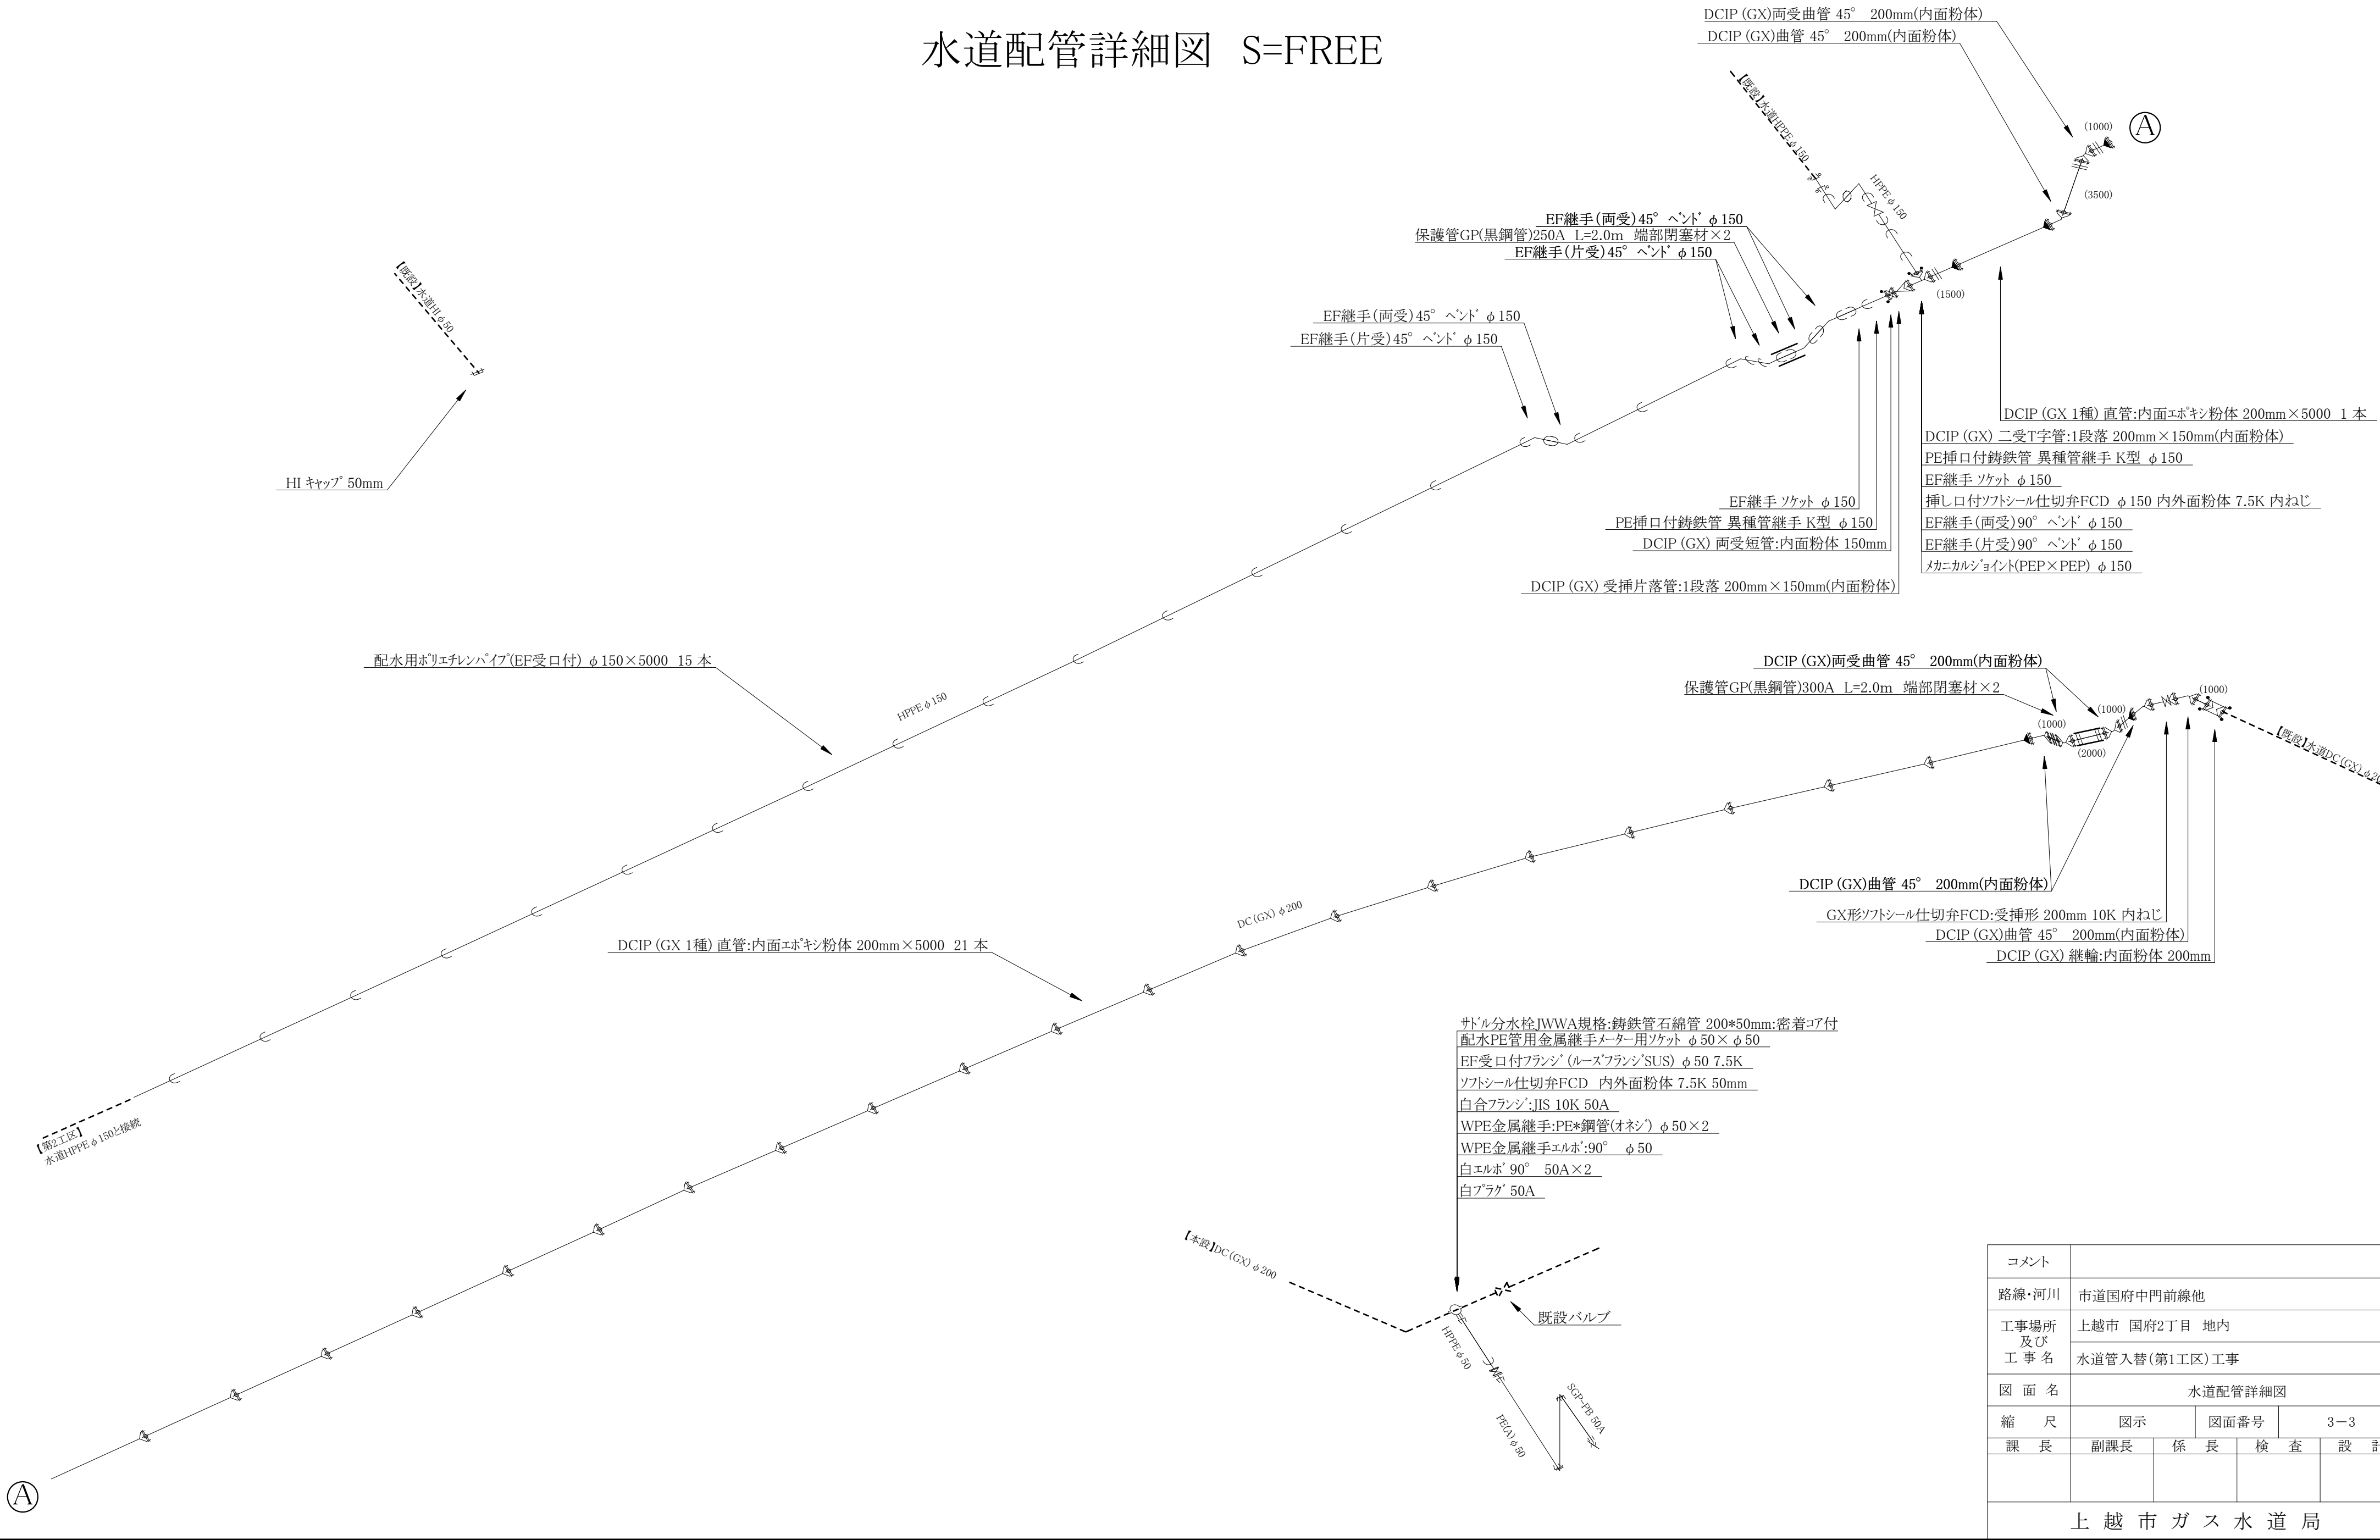 水道配管詳細図 S=FREE
DCIP (GX)両受曲管 45° 200mm(内面粉体)
DCIP (GX)曲管 45° 200mm(内面粉体)
【既設】水道HPPEφ150
HPPEφ150
(1000)
A
(3500)
(1500)
EF継手(両受)45° ﾍﾞﾝﾄﾞ φ150
保護管GP(黒鋼管)250A L=2.0m 端部閉塞材×2
EF継手(片受)45° ﾍﾞﾝﾄﾞ φ150
EF継手(両受)45° ﾍﾞﾝﾄﾞ φ150
EF継手(片受)45° ﾍﾞﾝﾄﾞ φ150
【既設】水道HIφ50
HI ｷｬｯﾌﾟ 50mm
DCIP (GX 1種) 直管:内面ｴﾎﾟｷｼ粉体 200mm×5000 1 本
DCIP (GX) 二受T字管:1段落 200mm×150mm(内面粉体)
PE挿口付鋳鉄管 異種管継手 K型 φ150
EF継手 ｿｹｯﾄ φ150
挿し口付ｿﾌﾄｼｰﾙ仕切弁FCD φ150 内外面粉体 7.5K 内ねじ
EF継手(両受)90° ﾍﾞﾝﾄﾞ φ150
EF継手(片受)90° ﾍﾞﾝﾄﾞ φ150
ﾒｶﾆｶﾙｼﾞｮｲﾝﾄ(PEP×PEP) φ150
EF継手 ｿｹｯﾄ φ150
PE挿口付鋳鉄管 異種管継手 K型 φ150
DCIP (GX) 両受短管:内面粉体 150mm
DCIP (GX) 受挿片落管:1段落 200mm×150mm(内面粉体)
配水用ﾎﾟﾘｴﾁﾚﾝﾊﾟｲﾌﾟ(EF受口付) φ150×5000 15 本
HPPEφ150
DCIP (GX)両受曲管 45° 200mm(内面粉体)
保護管GP(黒鋼管)300A L=2.0m 端部閉塞材×2
(1000)
(2000)
(1000)
(1000)
【既設】水道DC(GX)φ20
DCIP (GX)曲管 45° 200mm(内面粉体)
GX形ｿﾌﾄｼｰﾙ仕切弁FCD:受挿形 200mm 10K 内ねじ
DCIP (GX)曲管 45° 200mm(内面粉体)
DCIP (GX) 継輪:内面粉体 200mm
DC(GX)φ200
DCIP (GX 1種) 直管:内面ｴﾎﾟｷｼ粉体 200mm×5000 21 本
【第2工区】
水道HPPEφ150と接続
ｻﾄﾞﾙ分水栓JWWA規格:鋳鉄管石綿管 200*50mm:密着ｺｱ付
配水PE管用金属継手ﾒｰﾀｰ用ｿｹｯﾄ φ50×φ50
EF受口付ﾌﾗﾝｼﾞ(ﾙｰｽﾞﾌﾗﾝｼﾞSUS) φ50 7.5K
ｿﾌﾄｼｰﾙ仕切弁FCD 内外面粉体 7.5K 50mm
白合ﾌﾗﾝｼﾞ:JIS 10K 50A
WPE金属継手:PE*鋼管(ｵﾈｼﾞ) φ50×2
WPE金属継手ｴﾙﾎﾞ:90° φ50
白ｴﾙﾎﾞ 90° 50A×2
白ﾌﾟﾗｸﾞ 50A
【本設】DC(GX)φ200
既設バルブ
HPPEφ50
PE(A)φ50
SGP-PB 50A
A
コメント
路線・河川 市道国府中門前線他
工事場所
及び
工事名
上越市 国府2丁目 地内
水道管入替(第1工区)工事
図面名 水道配管詳細図
縮尺 図示 図面番号 3－3
課長 副課長 係長 検査 設
上越市ガス水道局